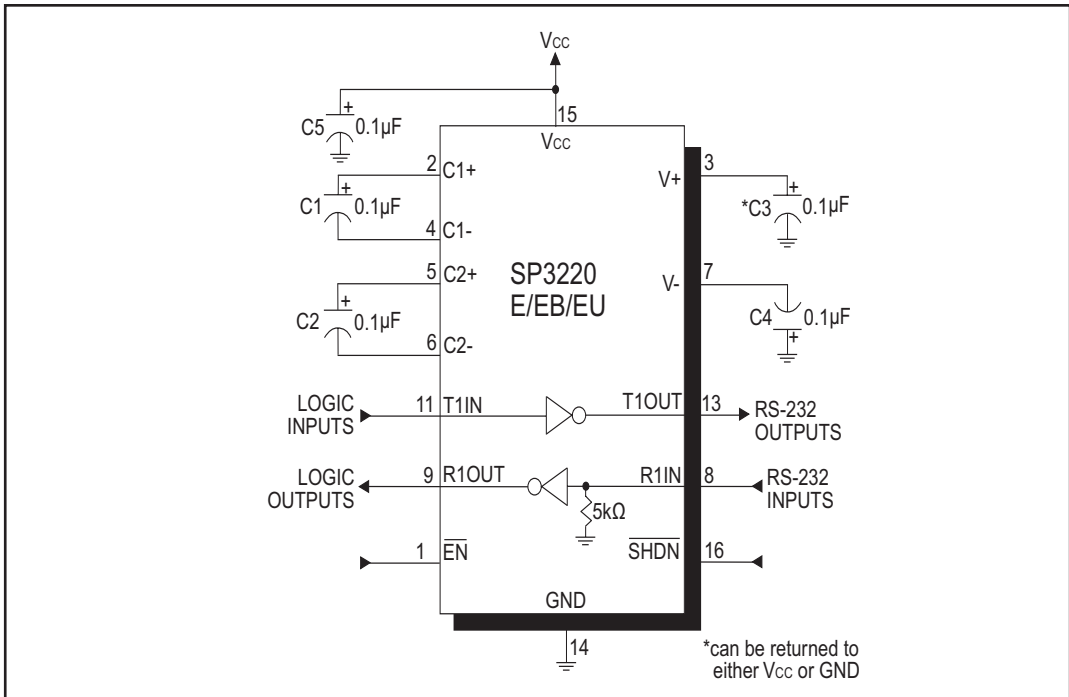 VCC
C5
+
0.1µF
15
VCC
2
C1+
C1
+
0.1µF
4
C1-
5
C2+
C2
+
0.1µF
6
C2-
SP3220
E/EB/EU
V+
3
*C3
+
0.1µF
V-
7
C4
0.1µF
+
LOGIC
INPUTS
11
T1IN
T1OUT
13
RS-232
OUTPUTS
LOGIC
OUTPUTS
9
R1OUT
R1IN
8
RS-232
INPUTS
5kΩ
1
EN
SHDN
16
GND
14
*can be returned to
either VCC or GND